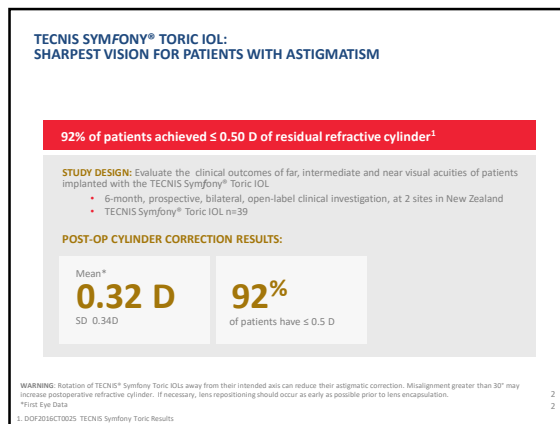 TECNIS SYMFONY® TORIC IOL:
SHARPEST VISION FOR PATIENTS WITH ASTIGMATISM
92% of patients achieved ≤ 0.50 D of residual refractive cylinder1
STUDY DESIGN: Evaluate the clinical outcomes of far, intermediate and near visual acuities of patients
implanted with the TECNIS Symfony® Toric IOL
• 6-month, prospective, bilateral, open-label clinical investigation, at 2 sites in New Zealand
• TECNIS Symfony® Toric IOL n=39
POST-OP CYLINDER CORRECTION RESULTS:
Mean*
0.32 D
SD 0.34D
92%
of patients have ≤ 0.5 D
WARNING: Rotation of TECNIS® Symfony Toric IOLs away from their intended axis can reduce their astigmatic correction. Misalignment greater than 30° may
increase postoperative refractive cylinder. If necessary, lens repositioning should occur as early as possible prior to lens encapsulation.
2
*First Eye Data
2
1. DOF2016CT0025 TECNIS Symfony Toric Results